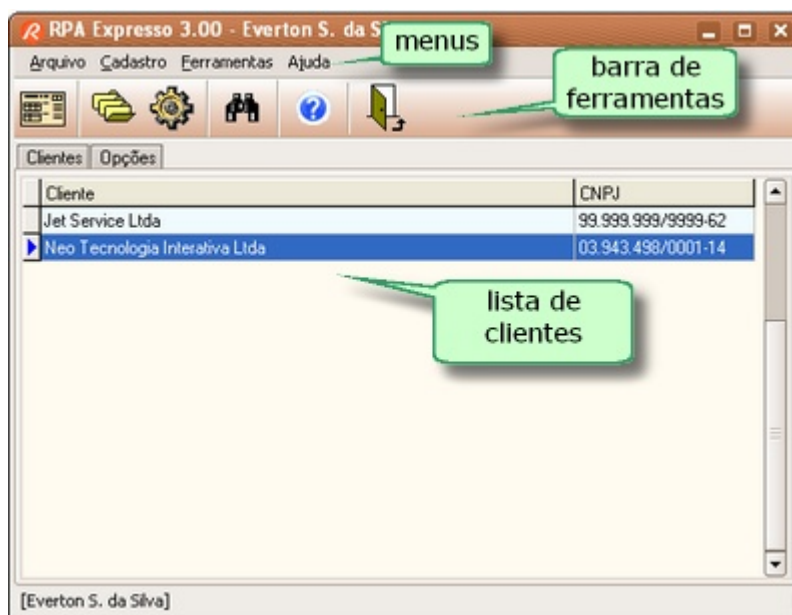 RPA Expresso 3.00 - Everton S. da S
menus
Arquivo Cadastro Ferramentas Ajuda
barra de
ferramentas
Clientes Opções
Cliente CNPJ
Jet Service Ltda 99.999.999/9999-62
Neo Tecnologia Interativa Ltda 03.943.498/0001-14
lista de
clientes
[Everton S. da Silva]